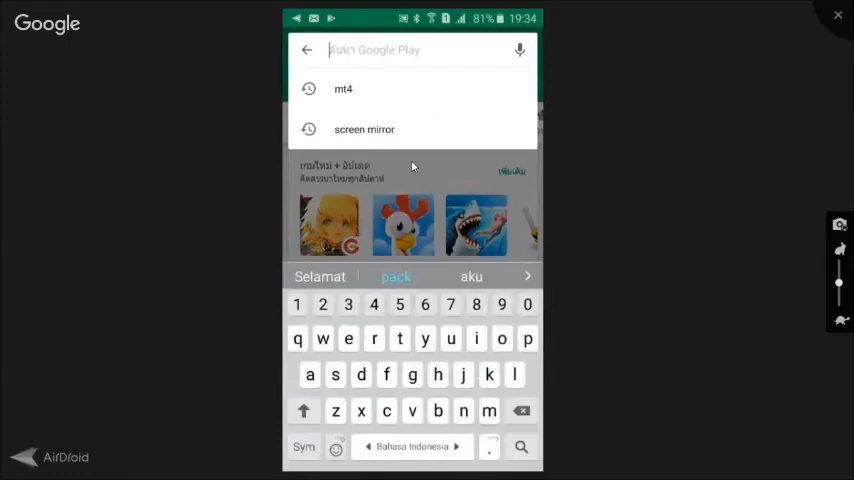 Google
81% 19:34
ค้นหา Google Play
mt4
screen mirror
เกมใหม่ + อัปเดต
คัดสรรมาใหม่ทุกสัปดาห์
เพิ่มเติม
Selamat pack aku
1 2 3 4 5 6 7 8 9 0
q w e r t y u i o p
a s d f g h j k l
z x c v b n m
Sym Bahasa Indonesia .
AirDroid